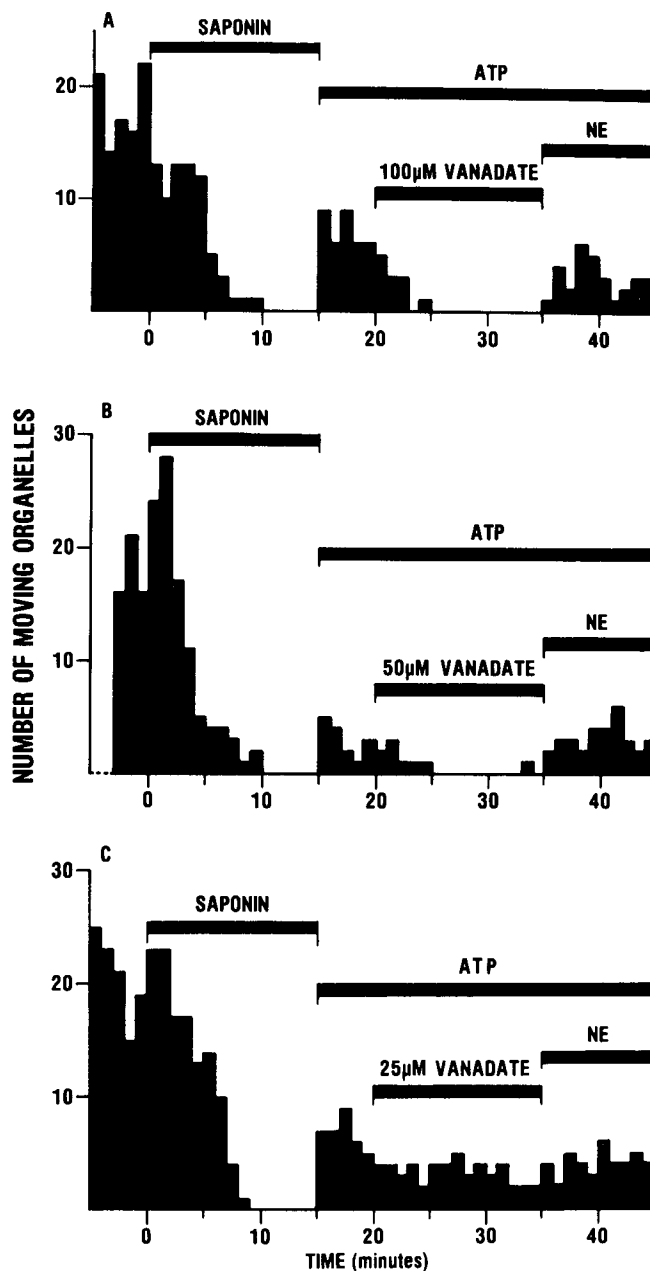 A
SAPONIN
ATP
NE
100µM VANADATE
20
10
0 10 20 30 40
NUMBER OF MOVING ORGANELLES
B
SAPONIN
ATP
NE
50µM VANADATE
30
20
10
0 10 20 30 40
C
SAPONIN
ATP
NE
25µM VANADATE
30
20
10
0 10 20 30 40
TIME (minutes)